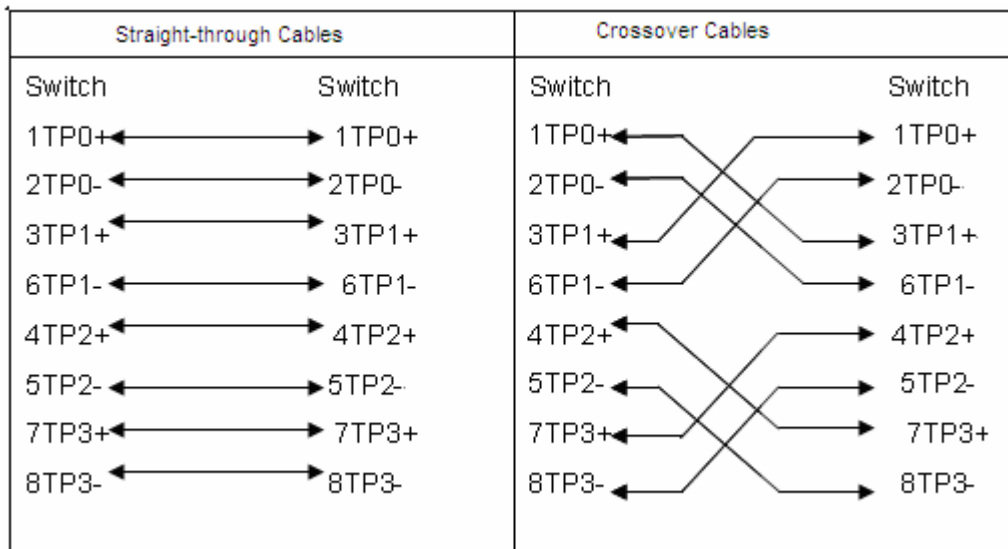 Straight-through Cables Crossover Cables
Switch Switch Switch Switch
1TP0+ 1TP0+ 1TP0+ 1TP0+
2TP0- 2TP0- 2TP0- 2TP0-
3TP1+ 3TP1+ 3TP1+ 3TP1+
6TP1- 6TP1- 6TP1- 6TP1-
4TP2+ 4TP2+ 4TP2+ 4TP2+
5TP2- 5TP2- 5TP2- 5TP2-
7TP3+ 7TP3+ 7TP3+ 7TP3+
8TP3- 8TP3- 8TP3- 8TP3-